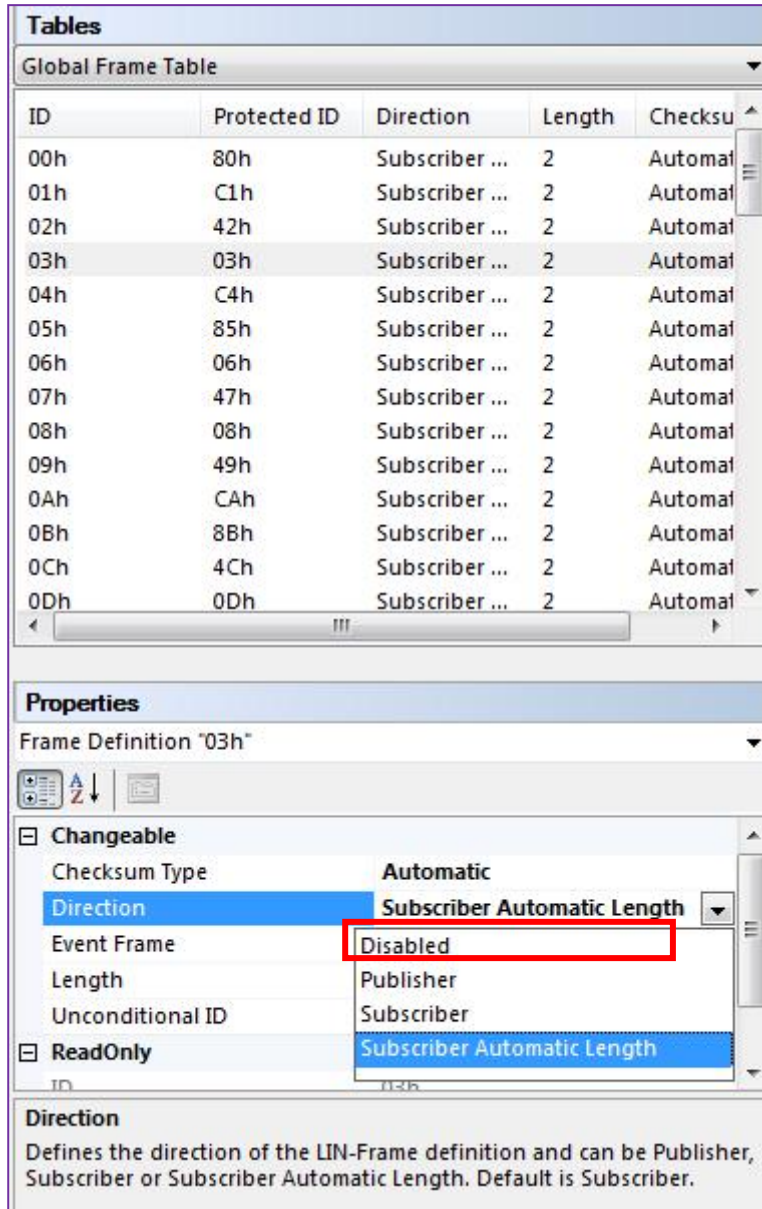 Tables
Global Frame Table
ID Protected ID Direction Length Checksu
00h 80h Subscriber ... 2 Automat
01h C1h Subscriber ... 2 Automat
02h 42h Subscriber ... 2 Automat
03h 03h Subscriber ... 2 Automat
04h C4h Subscriber ... 2 Automat
05h 85h Subscriber ... 2 Automat
06h 06h Subscriber ... 2 Automat
07h 47h Subscriber ... 2 Automat
08h 08h Subscriber ... 2 Automat
09h 49h Subscriber ... 2 Automat
0Ah CAh Subscriber ... 2 Automat
0Bh 8Bh Subscriber ... 2 Automat
0Ch 4Ch Subscriber ... 2 Automat
0Dh 0Dh Subscriber ... 2 Automat
Properties
Frame Definition "03h"
Changeable
Checksum Type Automatic
Direction Subscriber Automatic Length
Event Frame Disabled
Length Publisher
Unconditional ID Subscriber
ReadOnly Subscriber Automatic Length
ID 03h
Direction
Defines the direction of the LIN-Frame definition and can be Publisher,
Subscriber or Subscriber Automatic Length. Default is Subscriber.